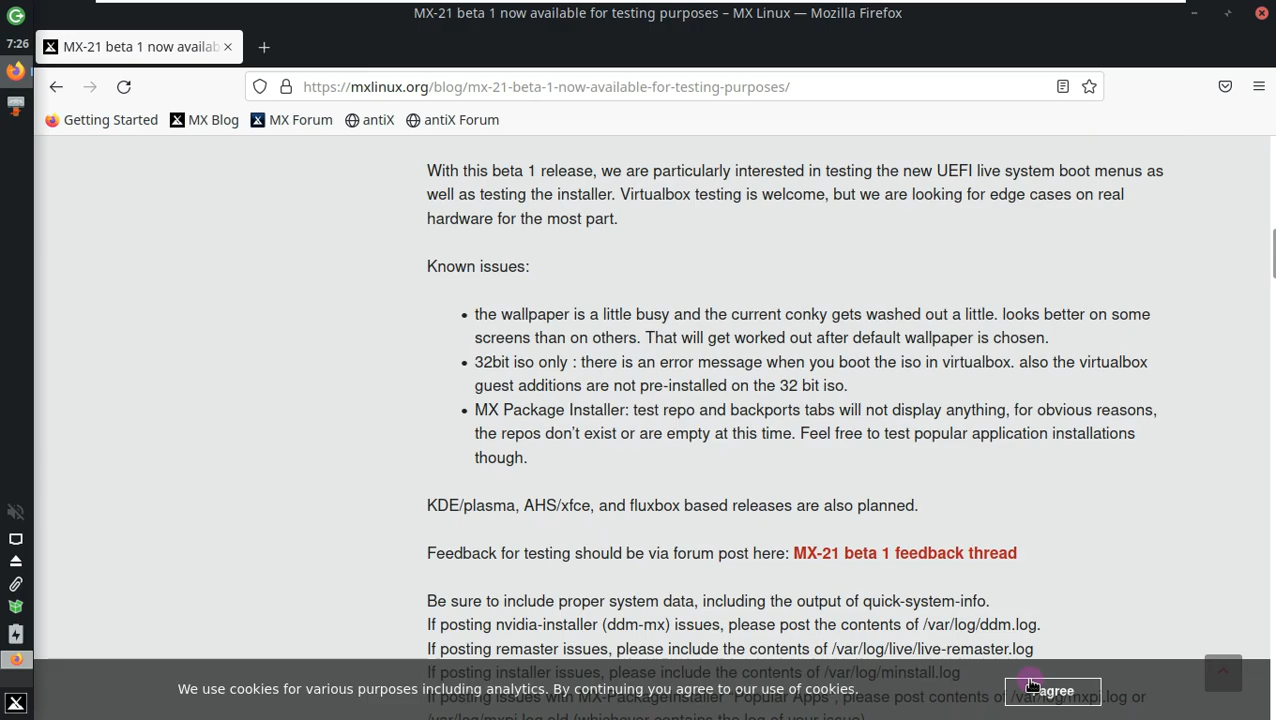 MX-21 beta 1 now available for testing purposes – MX Linux — Mozilla Firefox
7:26
MX-21 beta 1 now availab
https://mxlinux.org/blog/mx-21-beta-1-now-available-for-testing-purposes/
Getting Started MX Blog MX Forum antiX antiX Forum
With this beta 1 release, we are particularly interested in testing the new UEFI live system boot menus as
well as testing the installer. Virtualbox testing is welcome, but we are looking for edge cases on real
hardware for the most part.
Known issues:
• the wallpaper is a little busy and the current conky gets washed out a little. looks better on some
screens than on others. That will get worked out after default wallpaper is chosen.
• 32bit iso only : there is an error message when you boot the iso in virtualbox. also the virtualbox
guest additions are not pre-installed on the 32 bit iso.
• MX Package Installer: test repo and backports tabs will not display anything, for obvious reasons,
the repos don't exist or are empty at this time. Feel free to test popular application installations
though.
KDE/plasma, AHS/xfce, and fluxbox based releases are also planned.
Feedback for testing should be via forum post here: MX-21 beta 1 feedback thread
Be sure to include proper system data, including the output of quick-system-info.
If posting nvidia-installer (ddm-mx) issues, please post the contents of /var/log/ddm.log.
If posting remaster issues, please include the contents of /var/log/live/live-remaster.log
If posting installer issues, please include the contents of /var/log/minstall.log
If posting issues with MX-PackageInstaller "Popular Apps", please post contents of /var/log/mxpi.log or
/var/log/mxpi.log.old (whichever contains the log of your issue)
We use cookies for various purposes including analytics. By continuing you agree to our use of cookies.
agree